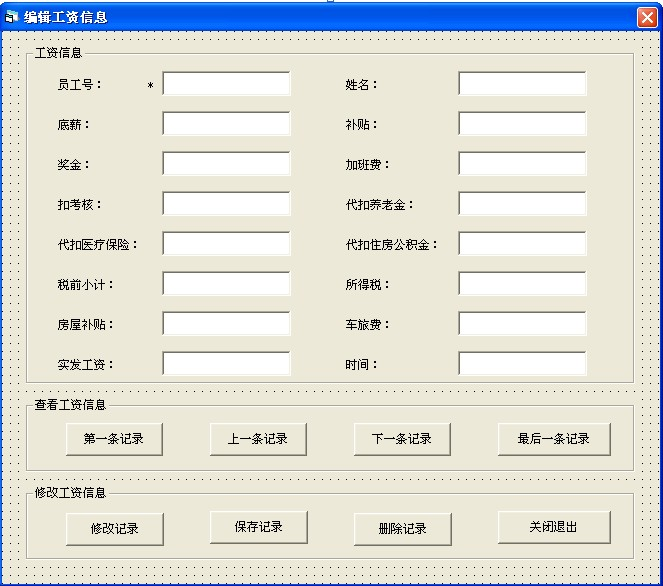 编辑工资信息
工资信息
员工号： * 姓名：
底薪： 补贴：
奖金： 加班费：
扣考核： 代扣养老金：
代扣医疗保险： 代扣住房公积金：
税前小计： 所得税：
房屋补贴： 车旅费：
实发工资： 时间：
查看工资信息
第一条记录 上一条记录 下一条记录 最后一条记录
修改工资信息
修改记录 保存记录 删除记录 关闭退出